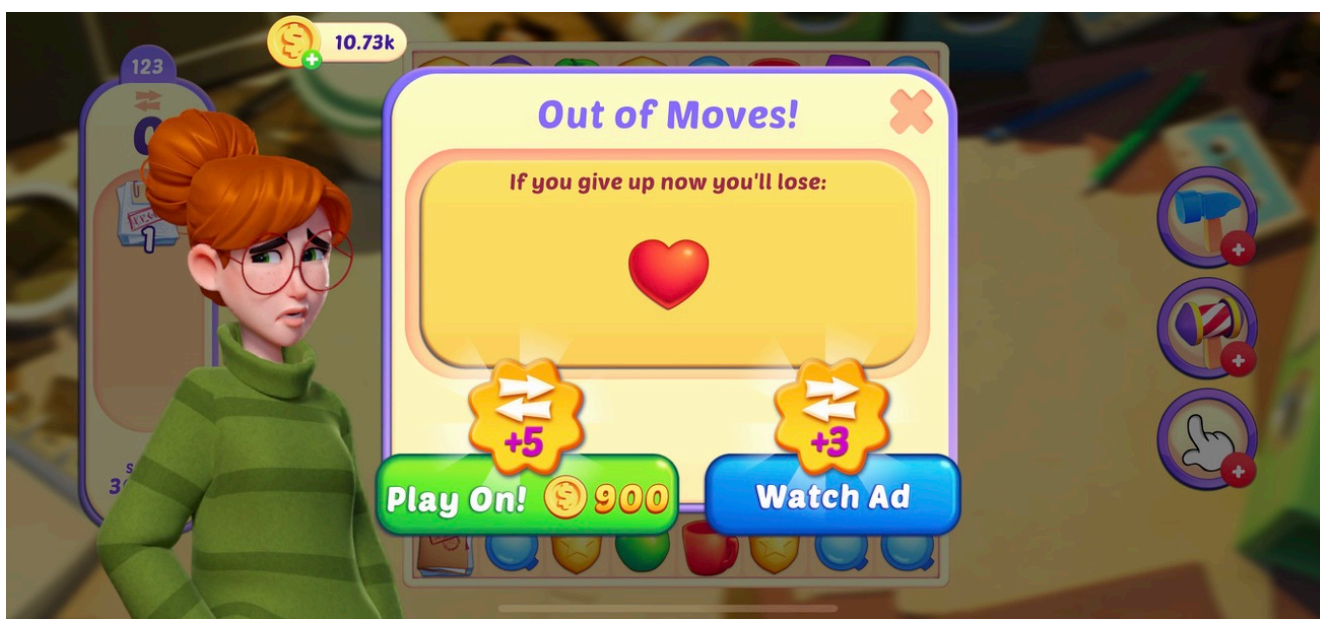 10.73k
123
Out of Moves!
If you give up now you'll lose:
1
+5
+3
Play On! 900
Watch Ad